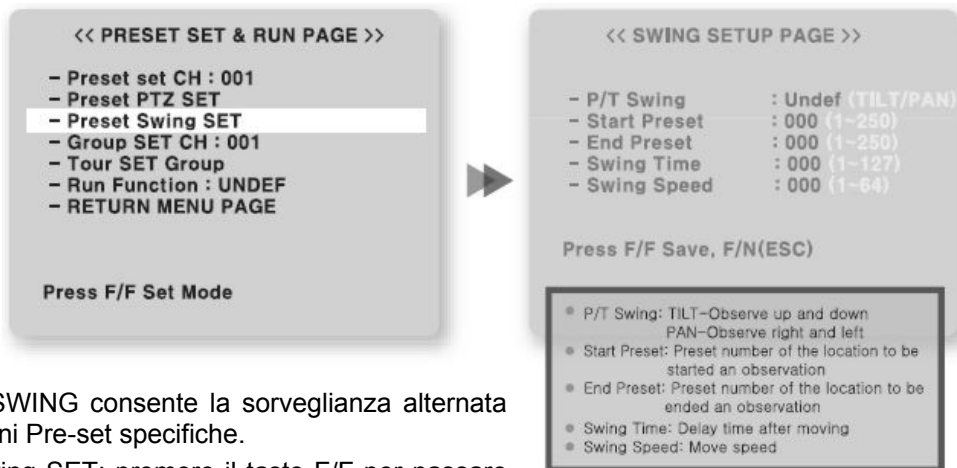 << PRESET SET & RUN PAGE >>
– Preset set CH : 001
– Preset PTZ SET
– Preset Swing SET
– Group SET CH : 001
– Tour SET Group
– Run Function : UNDEF
– RETURN MENU PAGE
Press F/F Set Mode
<< SWING SETUP PAGE >>
– P/T Swing : Undef (TILT/PAN)
– Start Preset : 000 (1~250)
– End Preset : 000 (1~250)
– Swing Time : 000 (1~127)
– Swing Speed : 000 (1~64)
Press F/F Save, F/N(ESC)
• P/T Swing: TILT–Observe up and down
PAN–Observe right and left
• Start Preset: Preset number of the location to be
started an observation
• End Preset: Preset number of the location to be
ended an observation
• Swing Time: Delay time after moving
• Swing Speed: Move speed
SWING consente la sorveglianza alternata
ni Pre-set specifiche.
ing SET: premere il tasto F/F per passare